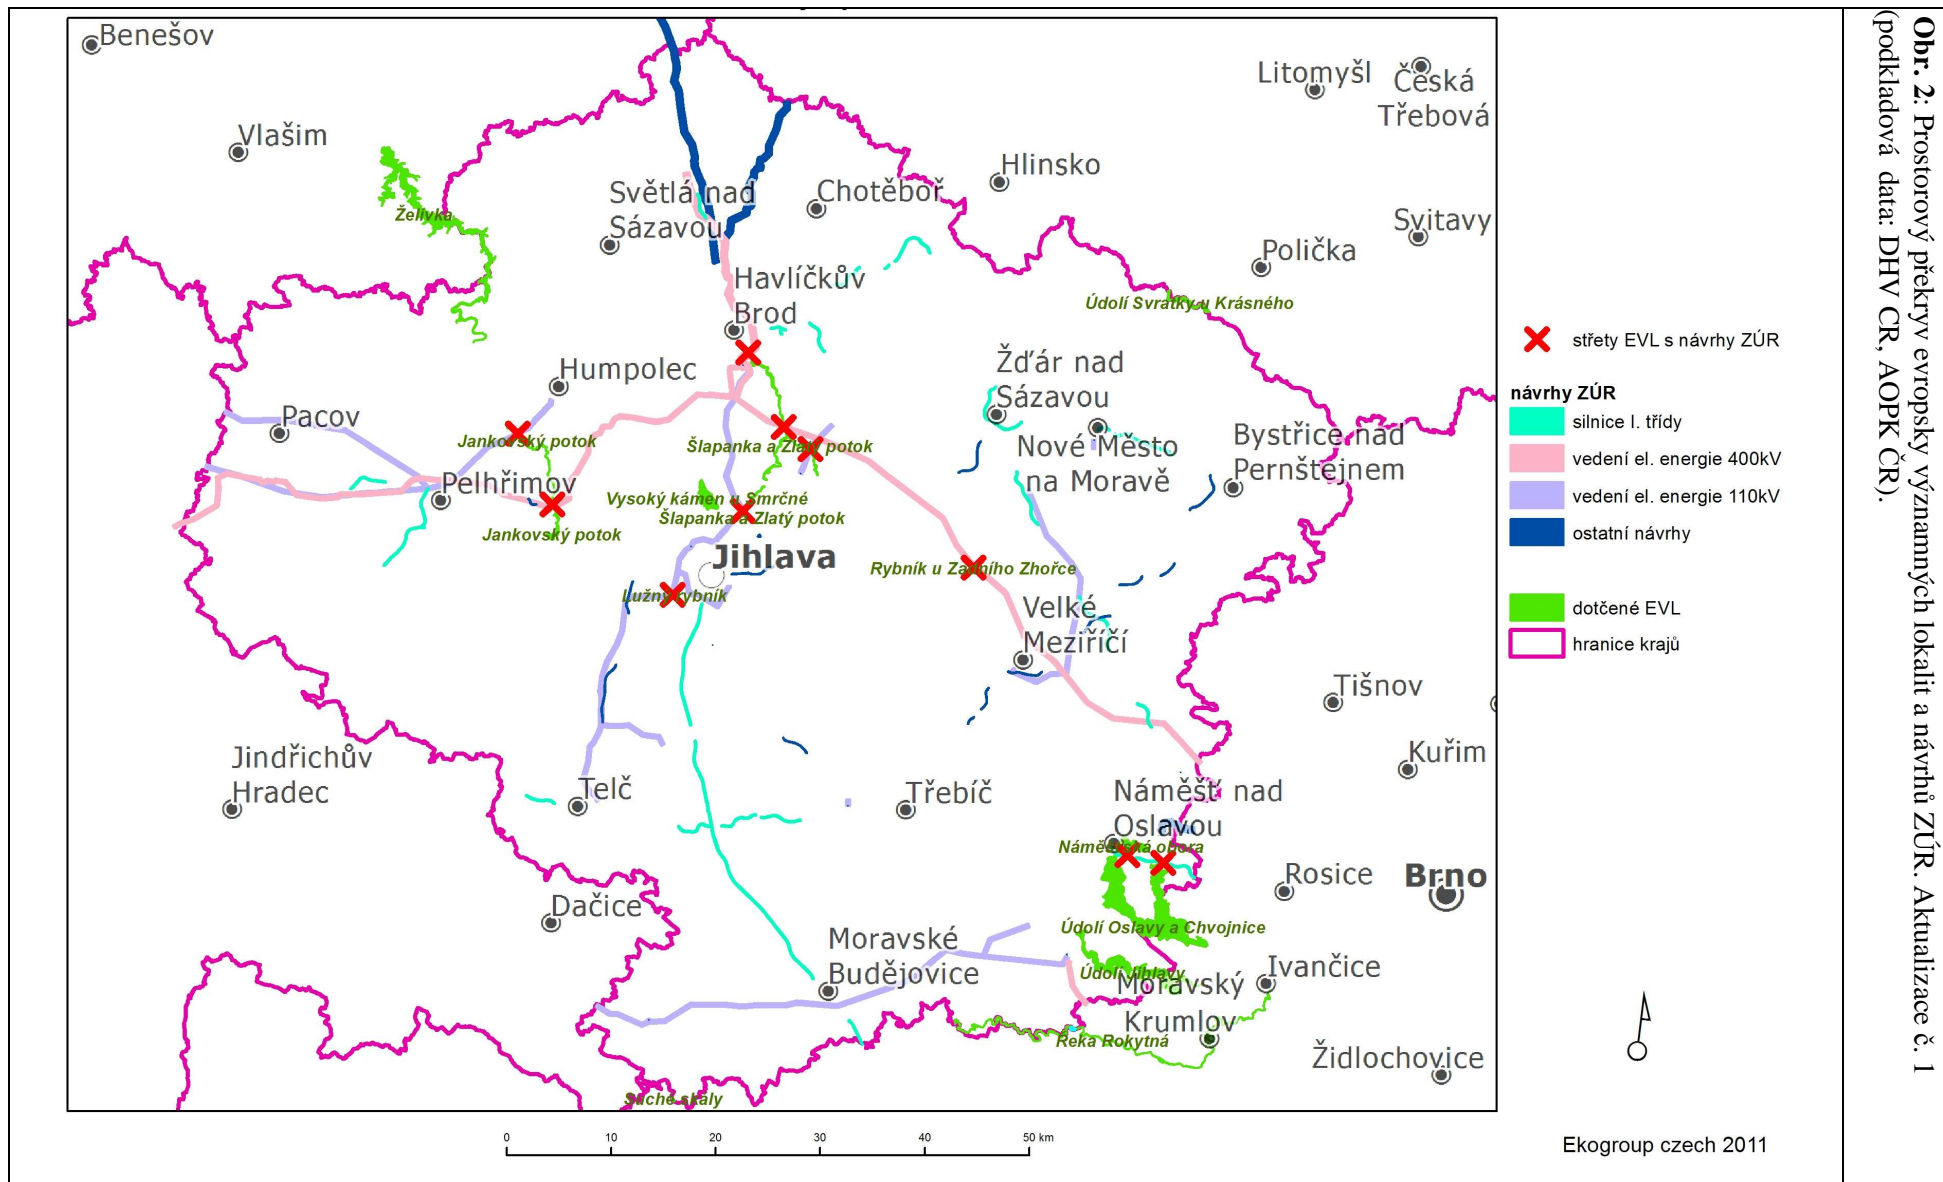 Benešov
Litomyšl
Česká
Třebová
Vlašim
Hlinsko
Světlá nad
Sázavou
Chotěboř
Želivka
Svitavy
Polička
Havlíčkův
Brod
Údolí Svratky u Krásného
Humpolec
Žďár nad
Sázavou
Pacov
Jankovský potok
Šlapanka a Zlatý potok
Nové Město
na Moravě
Bystřice nad
Pernštejnem
Pelhřimov
Vysoký kámen u Smrčné
Šlapanka a Zlatý potok
Jankovský potok
Jihlava
Rybník u Zadního Zhořce
Lužný rybník
Velké
Meziříčí
Tišnov
Jindřichův
Hradec
Kuřim
Telč
Třebíč
Náměšť nad
Oslavou
Náměšťská obora
Rosice
Brno
Dačice
Údolí Oslavy a Chvojnice
Moravské
Budějovice
Ivančice
Údolí Jihlavy
Moravský
Krumlov
Řeka Rokytná
Židlochovice
Suché skály
0 10 20 30 40 50 km
střety EVL s návrhy ZÚR
návrhy ZÚR
silnice I. třídy
vedení el. energie 400kV
vedení el. energie 110kV
ostatní návrhy
dotčené EVL
hranice krajů
Ekogroup czech 2011
Obr. 2: Prostorový překryv evropsky významných lokalit a návrhů ZÚR. Aktualizace č. 1
(podkladová data: DHV CR, AOPK ČR).